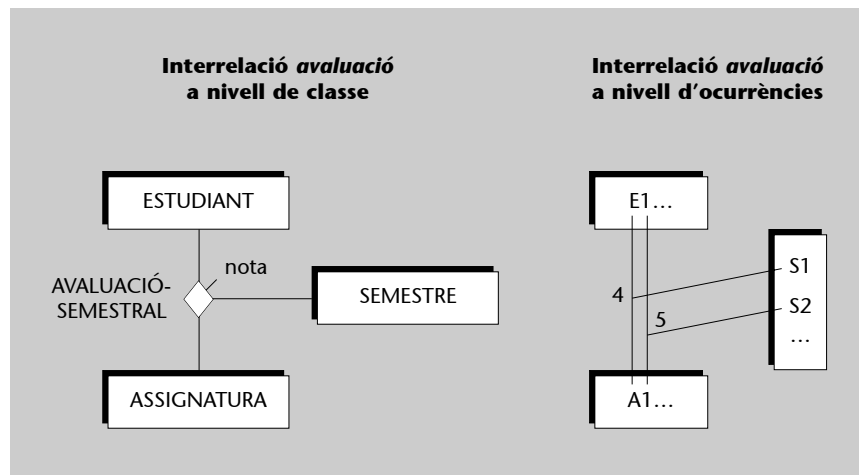 Interrelació avaluació
a nivell de classe
ESTUDIANT
nota
AVALUACIÓ-
SEMESTRAL
SEMESTRE
ASSIGNATURA
Interrelació avaluació
a nivell d’ocurrències
E1…
S1
4
S2
5
…
A1…